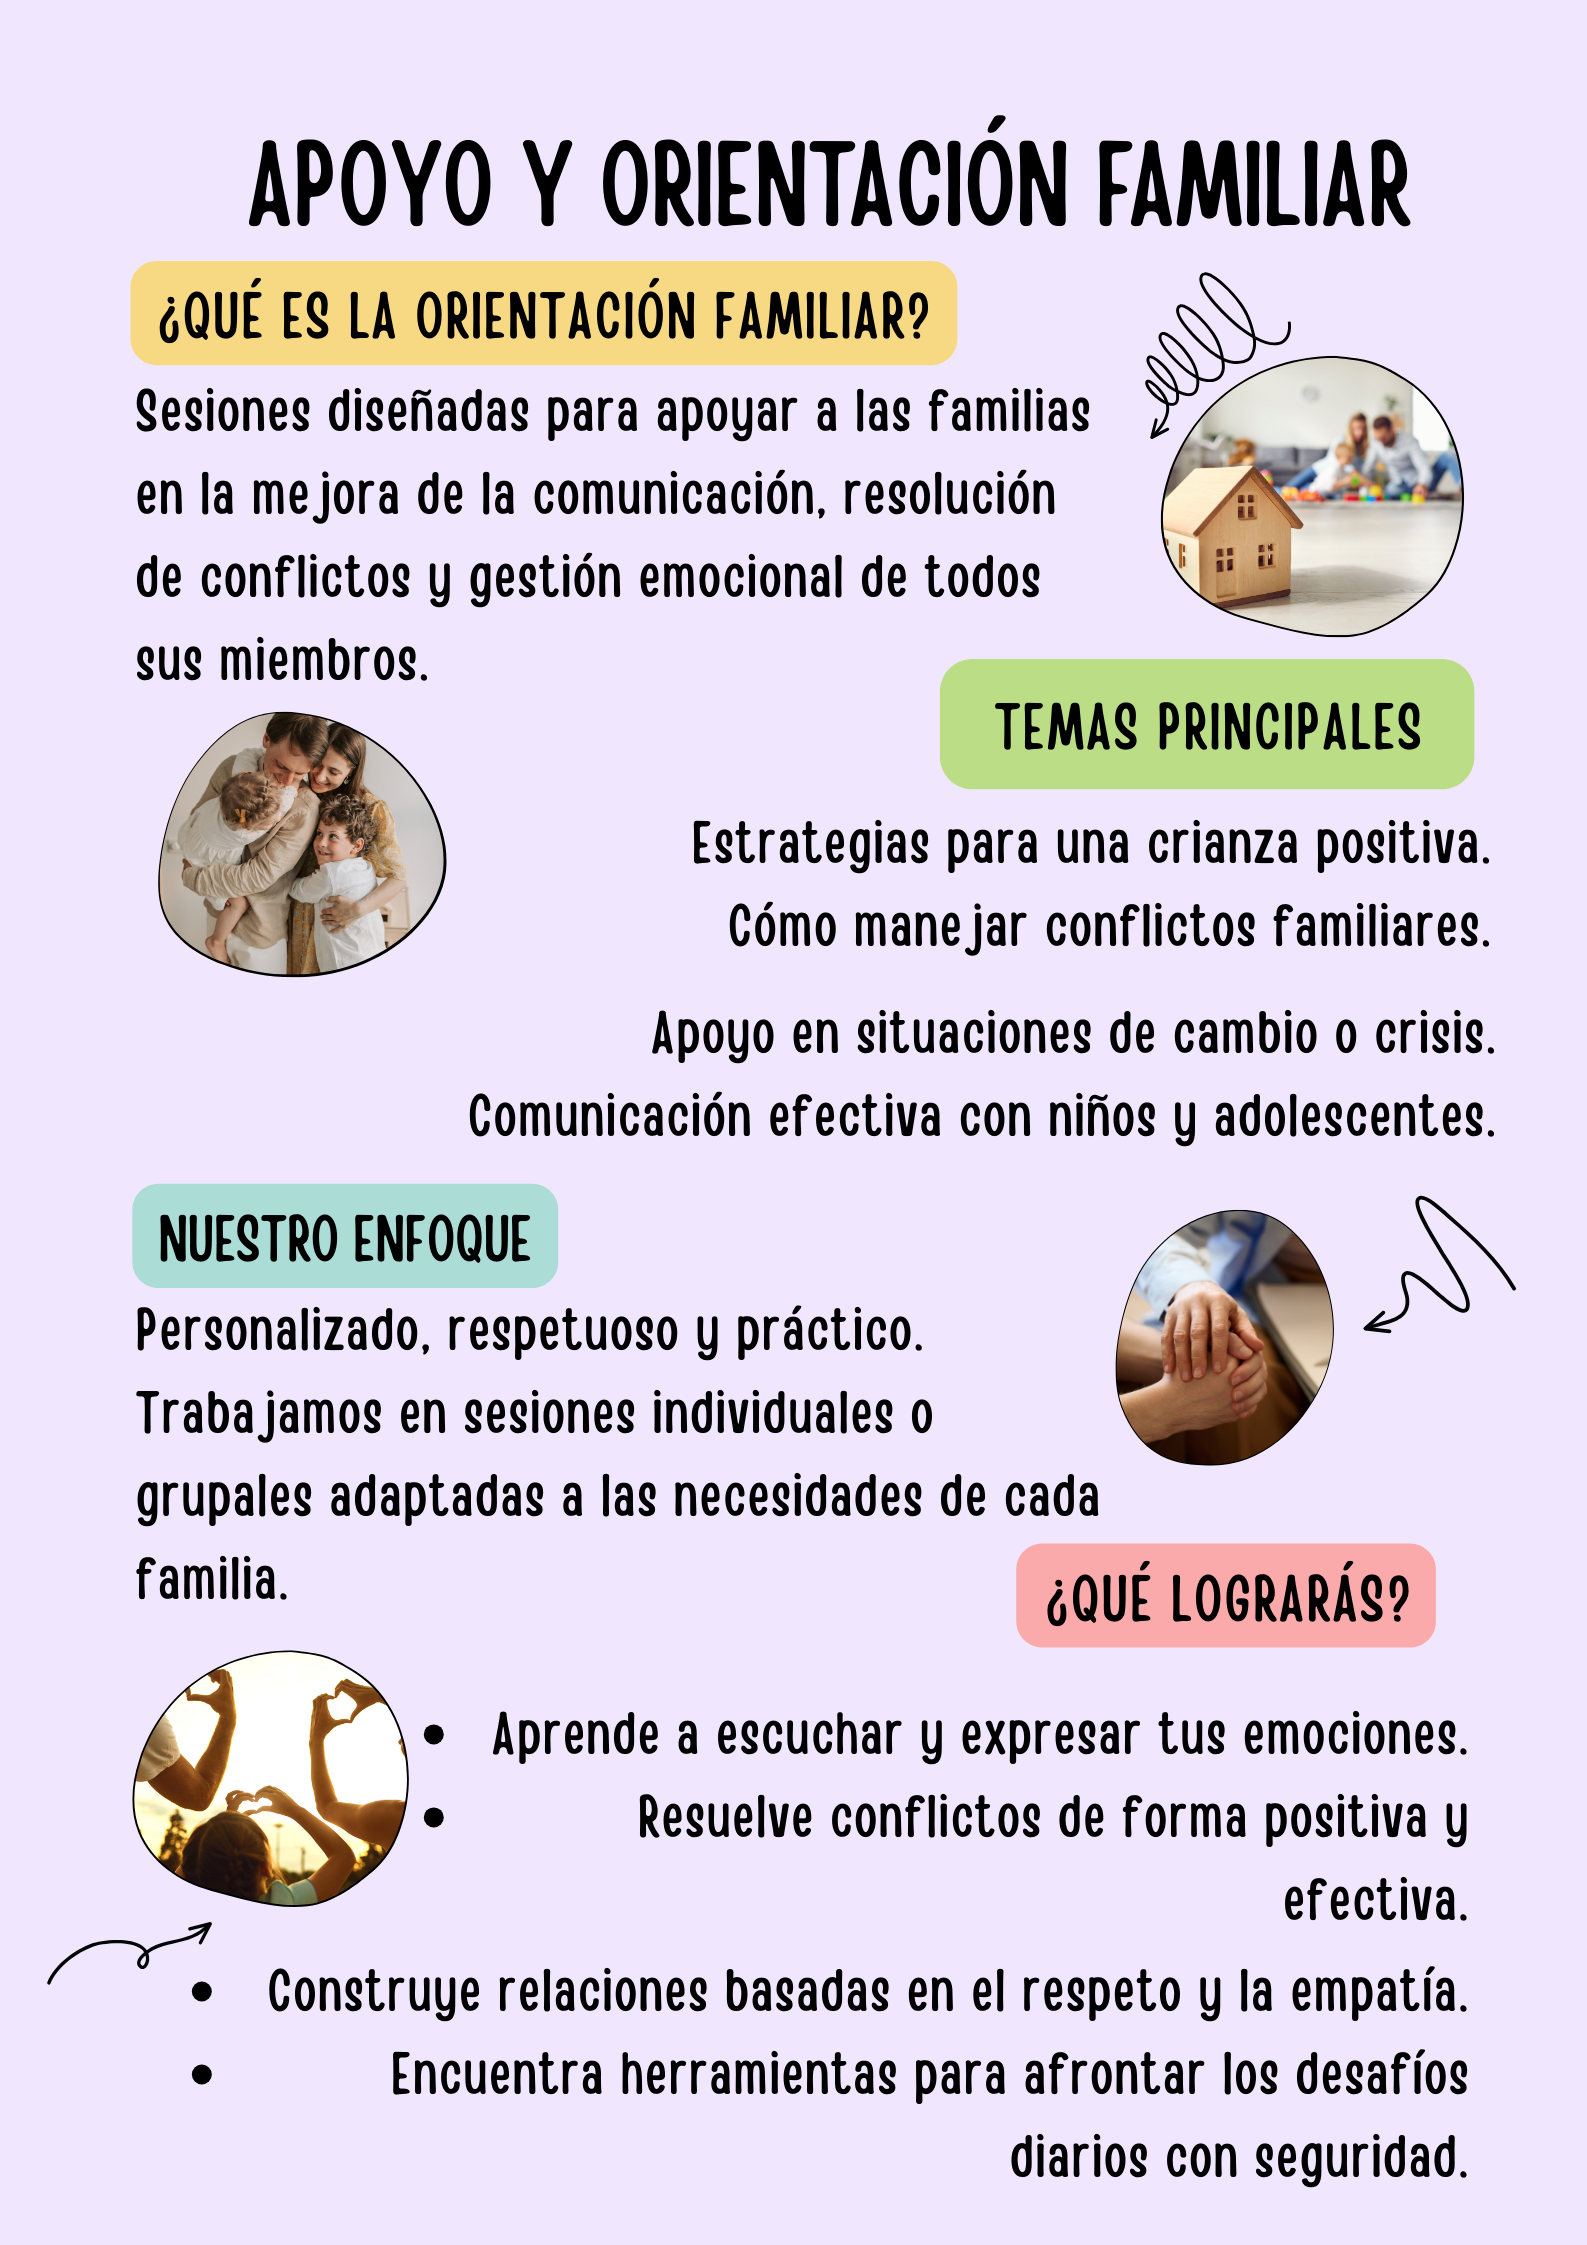 APOYO Y ORIENTACIÓN FAMILIAR
¿QUÉ ES LA ORIENTACIÓN FAMILIAR?
Sesiones diseñadas para apoyar a las familias
en la mejora de la comunicación, resolución
de conflictos y gestión emocional de todos
sus miembros.
TEMAS PRINCIPALES
Estrategias para una crianza positiva.
Cómo manejar conflictos familiares.
Apoyo en situaciones de cambio o crisis.
Comunicación efectiva con niños y adolescentes.
NUESTRO ENFOQUE
Personalizado, respetuoso y práctico.
Trabajamos en sesiones individuales o
grupales adaptadas a las necesidades de cada
familia.
¿QUÉ LOGRARÁS?
• Aprende a escuchar y expresar tus emociones.
• Resuelve conflictos de forma positiva y
efectiva.
• Construye relaciones basadas en el respeto y la empatía.
• Encuentra herramientas para afrontar los desafíos
diarios con seguridad.